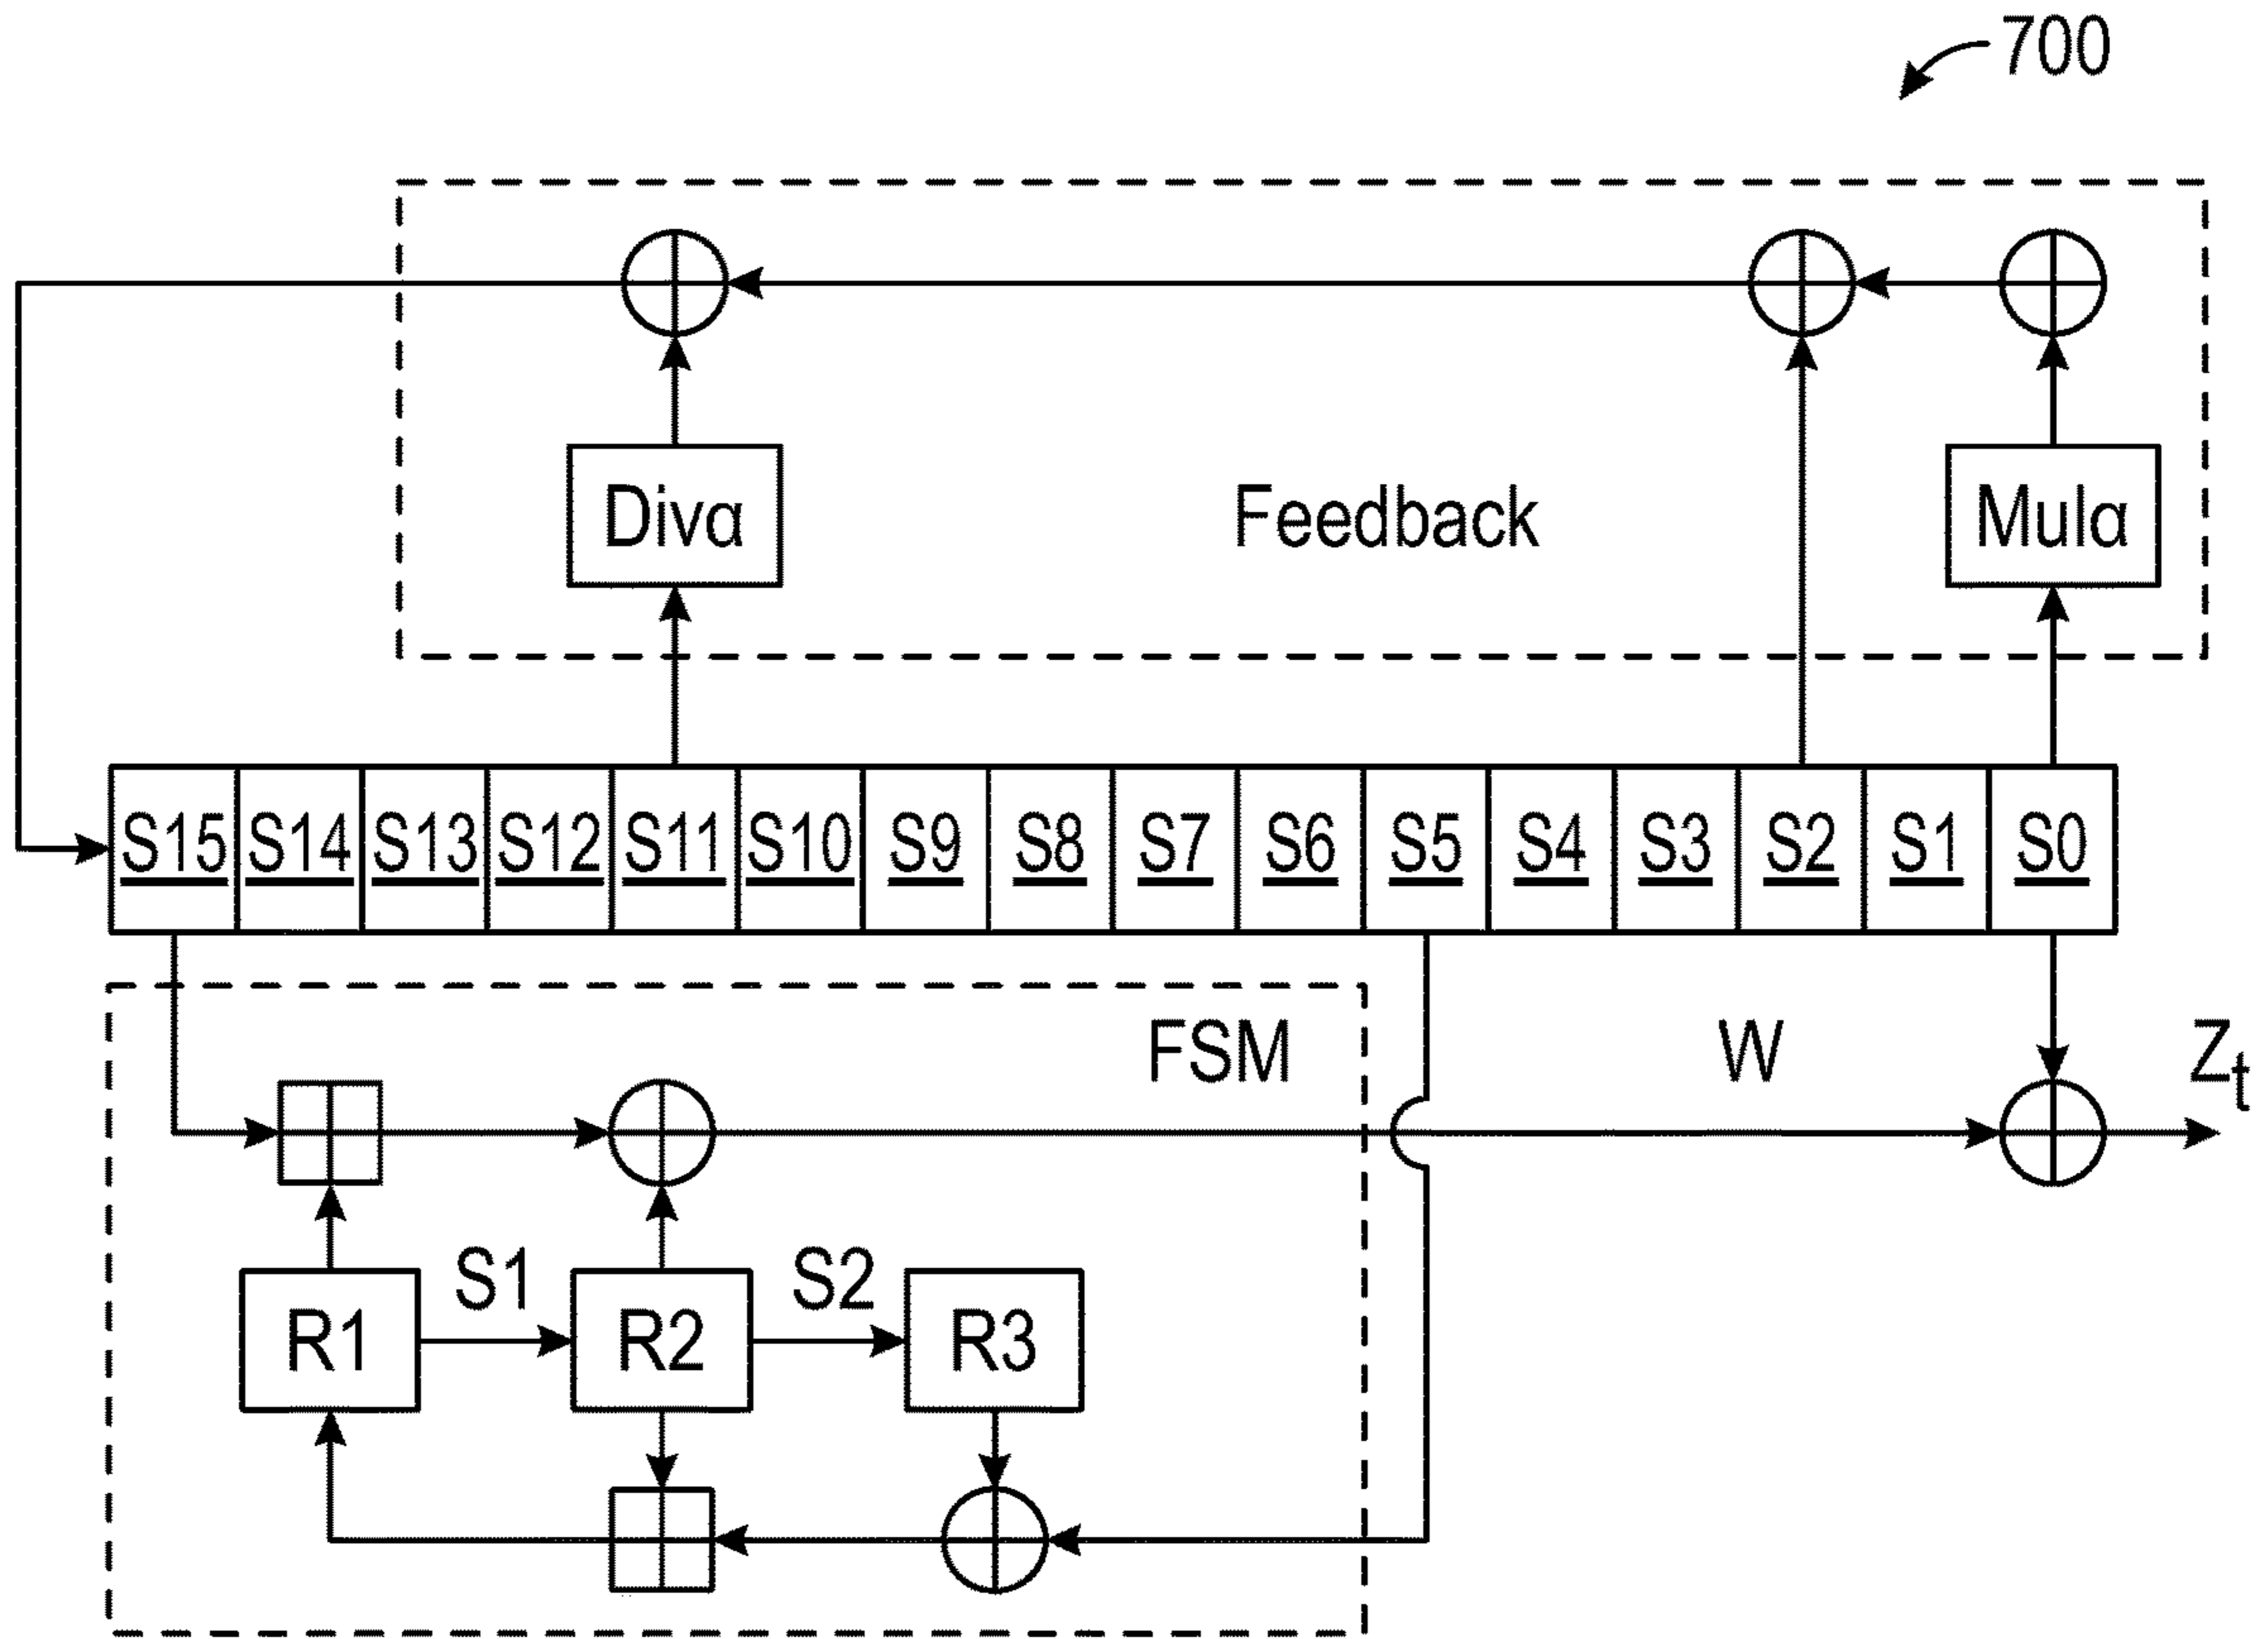 700
Divα Feedback Mulα
S15 S14 S13 S12 S11 S10 S9 S8 S7 S6 S5 S4 S3 S2 S1 S0
FSM W Zt
S1 S2
R1 R2 R3